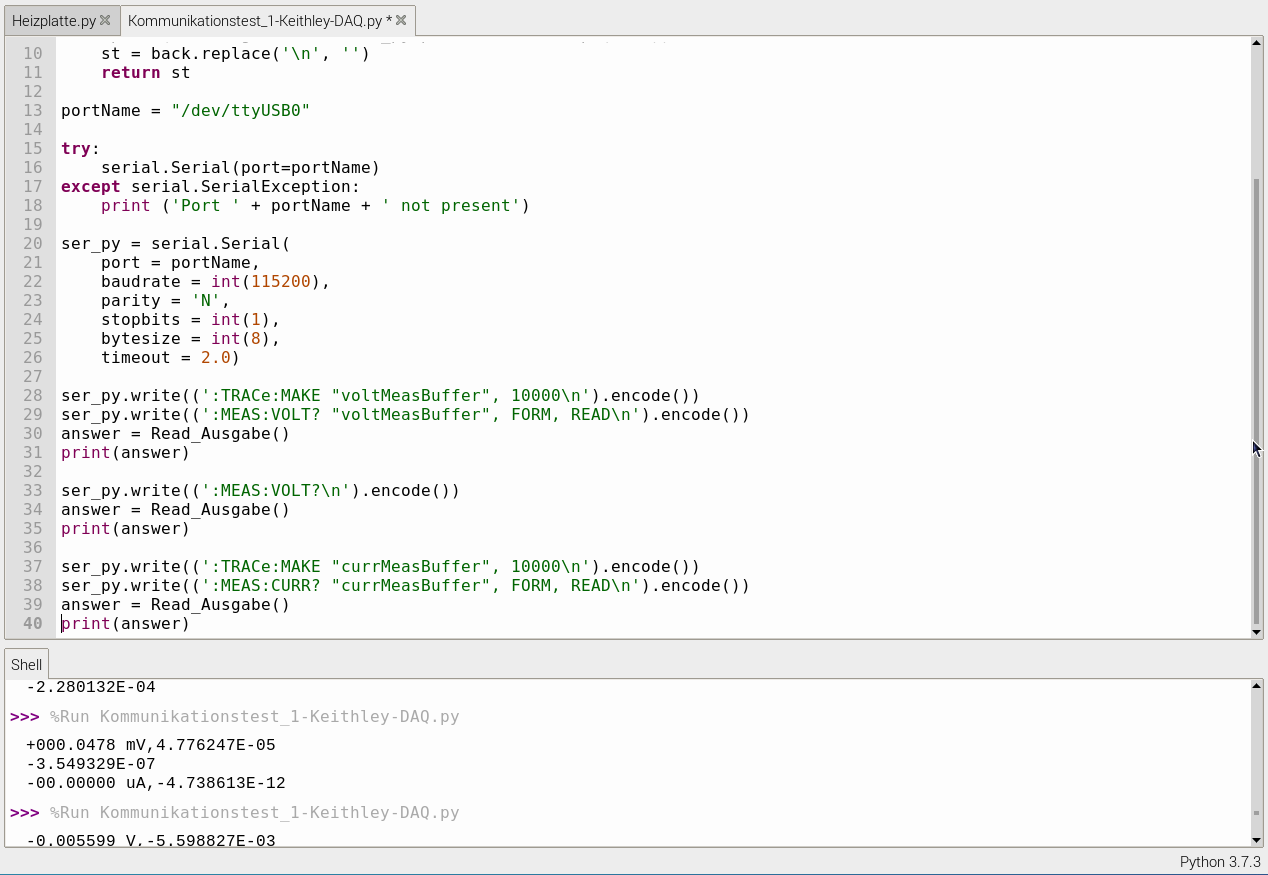 Heizplatte.py
Kommunikationstest_1-Keithley-DAQ.py *
10     st = back.replace('\n', '')
11     return st
12
13 portName = "/dev/ttyUSB0"
14
15 try:
16     serial.Serial(port=portName)
17 except serial.SerialException:
18     print ('Port ' + portName + ' not present')
19
20 ser_py = serial.Serial(
21     port = portName,
22     baudrate = int(115200),
23     parity = 'N',
24     stopbits = int(1),
25     bytesize = int(8),
26     timeout = 2.0)
27
28 ser_py.write((':TRACe:MAKE "voltMeasBuffer", 10000\n').encode())
29 ser_py.write((':MEAS:VOLT? "voltMeasBuffer", FORM, READ\n').encode())
30 answer = Read_Ausgabe()
31 print(answer)
32
33 ser_py.write((':MEAS:VOLT?\n').encode())
34 answer = Read_Ausgabe()
35 print(answer)
36
37 ser_py.write((':TRACe:MAKE "currMeasBuffer", 10000\n').encode())
38 ser_py.write((':MEAS:CURR? "currMeasBuffer", FORM, READ\n').encode())
39 answer = Read_Ausgabe()
40 print(answer)
Shell
-2.280132E-04
>>> %Run Kommunikationstest_1-Keithley-DAQ.py
+000.0478 mV,4.776247E-05
-3.549329E-07
-00.00000 uA,-4.738613E-12
>>> %Run Kommunikationstest_1-Keithley-DAQ.py
-0.005599 V,-5.598827E-03
Python 3.7.3